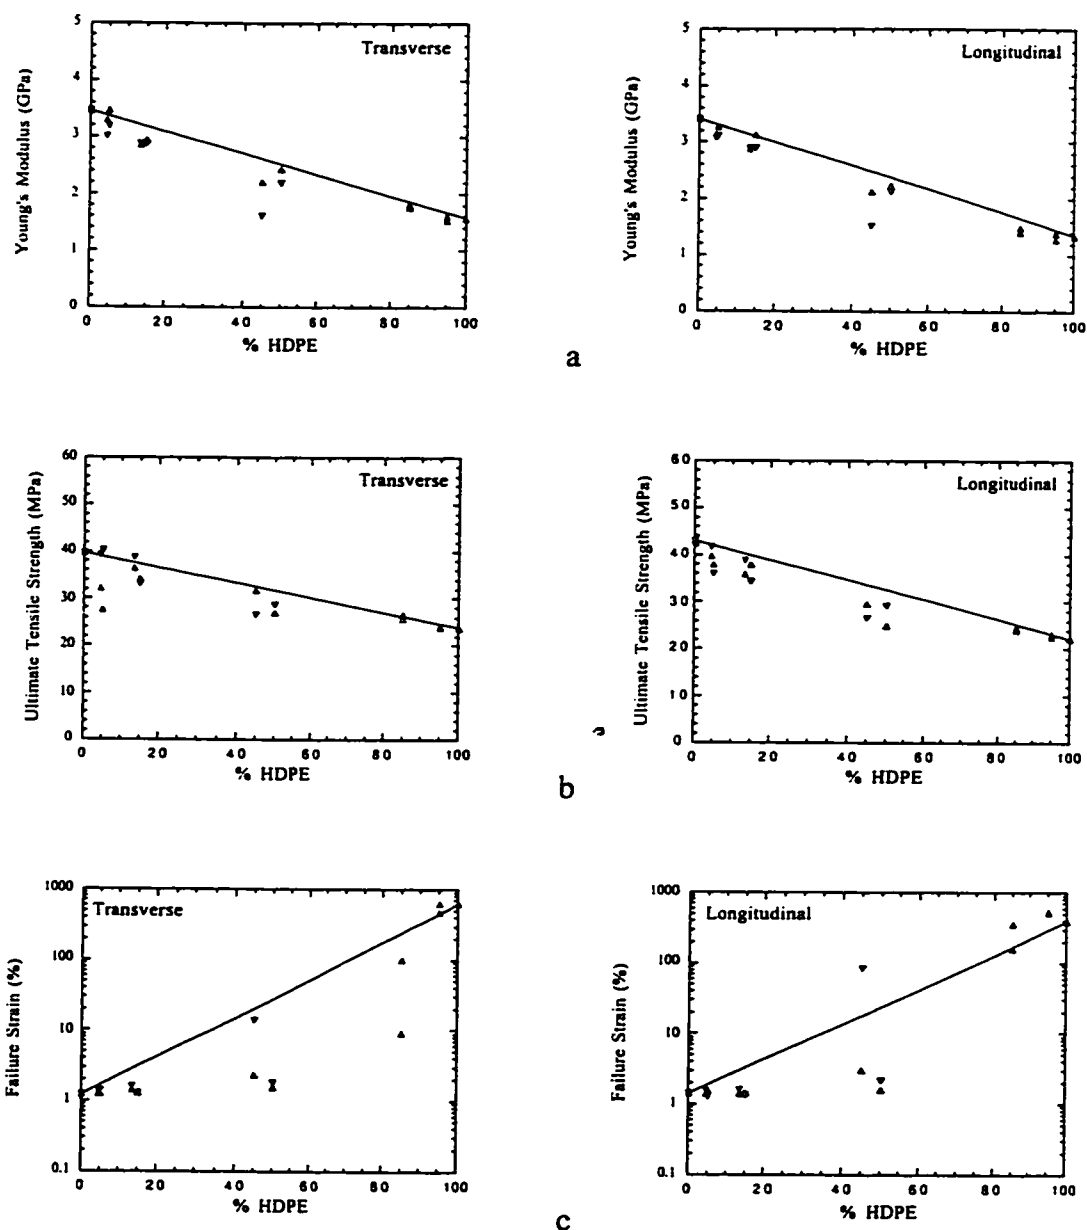 5
4
3
2
1
0
Transverse
Young's Modulus (GPa)
0 20 40 60 80 100
% HDPE
5
4
3
2
1
0
Longitudinal
Young's Modulus (GPa)
0 20 40 60 80 100
% HDPE
a
60
50
40
30
20
10
0
Transverse
Ultimate Tensile Strength (MPa)
0 20 40 60 80 100
% HDPE
60
50
40
30
20
10
0
Longitudinal
Ultimate Tensile Strength (MPa)
0 20 40 60 80 100
% HDPE
b
1000
100
10
1
0.1
Transverse
Failure Strain (%)
0 20 40 60 80 100
% HDPE
1000
100
10
1
0.1
Longitudinal
Failure Strain (%)
0 20 40 60 80 100
% HDPE
c